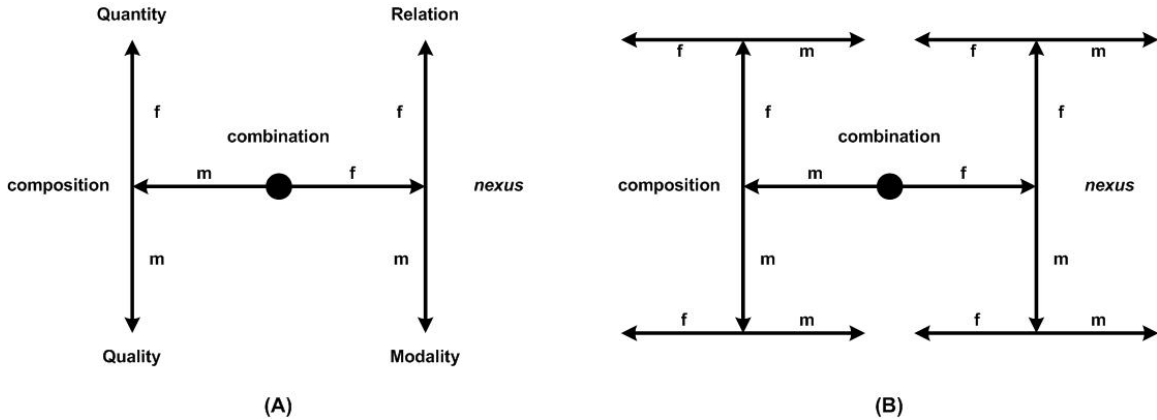 Quantity
Relation
f
f
combination
composition
m
f
nexus
m
m
Quality
Modality
(A)
f
m
f
m
f
f
combination
composition
m
f
nexus
m
m
f
m
f
m
(B)